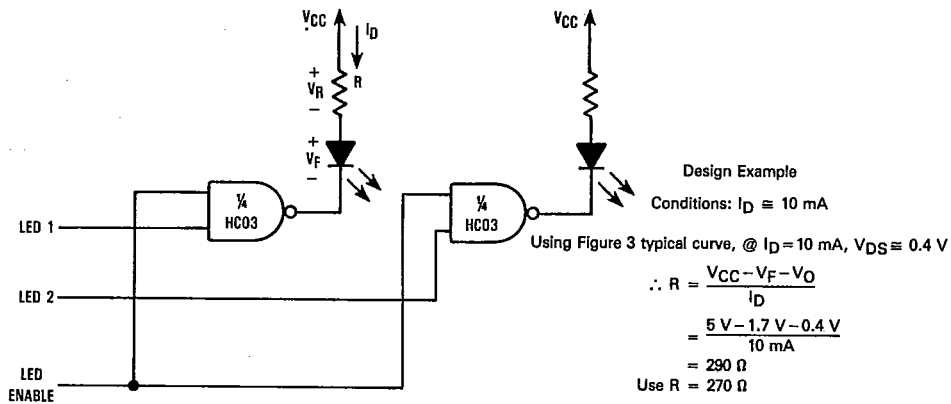 VCC
ID
+
VR
−
R
+
VF
−
VCC
¼
HC03
¼
HC03
LED 1
LED 2
LED
ENABLE
Design Example
Conditions: ID ≅ 10 mA
Using Figure 3 typical curve, @ ID=10 mA, VDS≅ 0.4 V
∴ R = VCC−VF−VO
ID
= 5 V−1.7 V−0.4 V
10 mA
= 290 Ω
Use R = 270 Ω